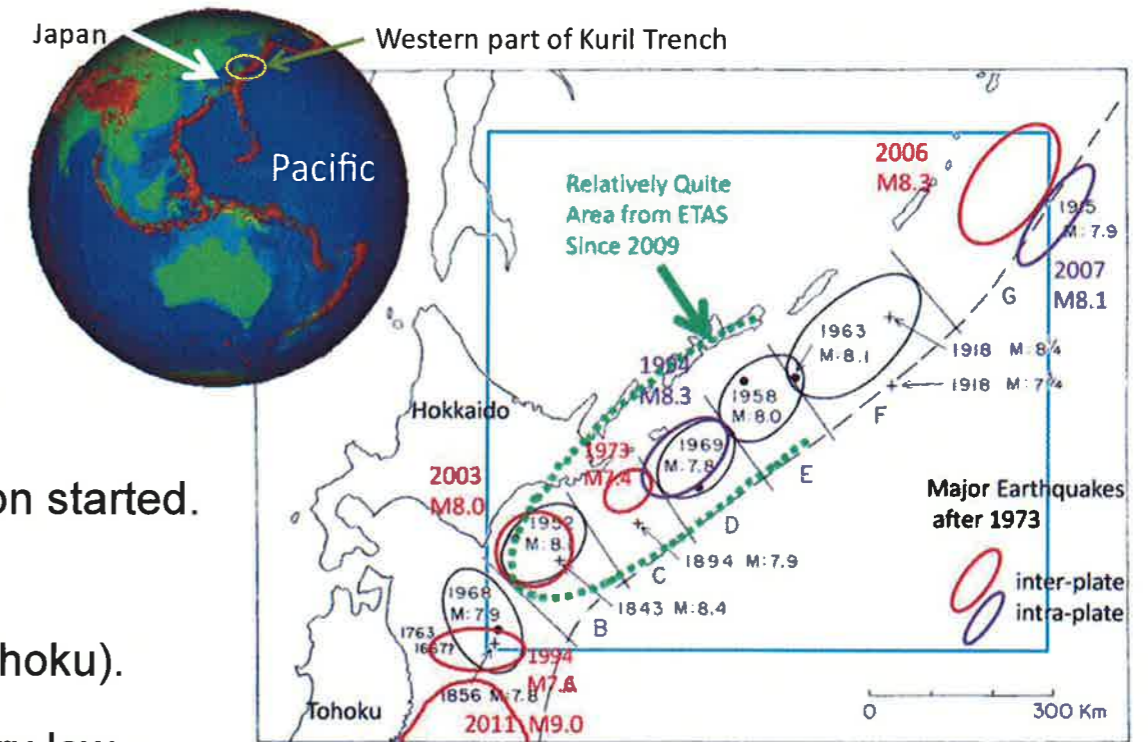 Japan
Western part of Kuril Trench
Pacific
2006
M8.3
Relatively Quite
Area from ETAS
Since 2009
M: 7.9
2007
M8.1
G
1963
M: 8.1
1918 M: 8¼
1918 M: 7¾
F
1994
M8.3
1958
M: 8.0
Hokkaido
1969
M: 7.8
E
1973
M7.4
2003
M8.0
Major Earthquakes
after 1973
on started.
1952
M: 8.1
D
1894 M: 7.9
C
inter-plate
intra-plate
1843 M: 8.4
1968
M: 7.9
B
1763
1667?
hoku).
1994
1856 M: 7.8
Tohoku
2011 M9.0
0 300 Km